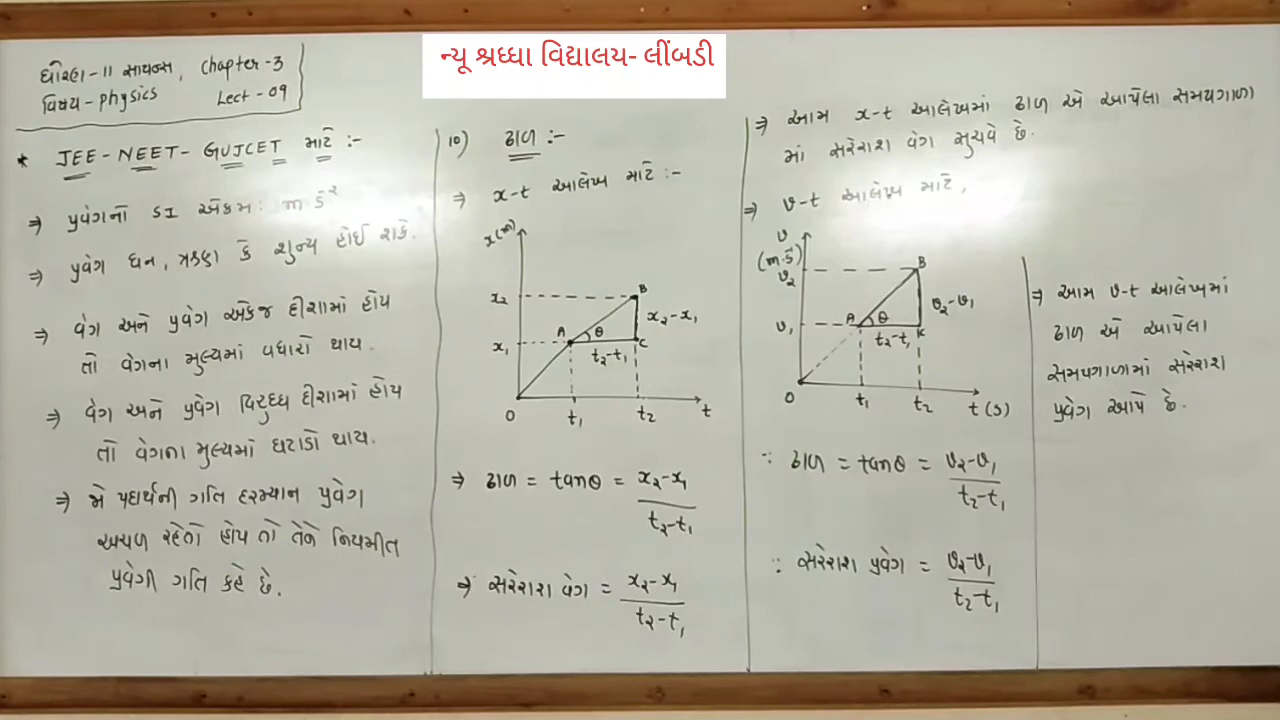 ન્યૂ શ્રધ્ધા વિદ્યાલય- લીંબડી
ધોરણ-11 સાયન્સ, Chapter-3
વિષય - physics Lect-09
* JEE-NEET-GUJCET માટે :-
⇒ પ્રવેગનો SI એકમ: m s⁻²
⇒ પ્રવેગ ધન, ઋણ કે શુન્ય હોઈ શકે.
⇒ વેગ અને પ્રવેગ એકજ દીશામાં હોય
તો વેગના મુલ્યમાં વધારો થાય.
⇒ વેગ અને પ્રવેગ વિરુધ્ધ દીશામાં હોય
તો વેગના મુલ્યમાં ઘટાડો થાય.
⇒ જો પદાર્થની ગતિ દરમ્યાન પ્રવેગ
અચળ રહેતો હોય તો તેને નિયમીત
પ્રવેગી ગતિ કહે છે.
10) ઢાળ :-
⇒ x-t આલેખ માટે :-
x(m)
x₂ B
x₂-x₁
x₁ A θ C
t₂-t₁
O t₁ t₂ t
⇒ ઢાળ = tanθ = x₂-x₁
t₂-t₁
⇒ સરેરાશ વેગ = x₂-x₁
t₂-t₁
⇒ આમ x-t આલેખમાં ઢાળ એ આપેલા સમયગાળા
માં સરેરાશ વેગ સુચવે છે.
⇒ v-t આલેખ માટે,
v
(m.s⁻¹) B
v₂
v₂-v₁
v₁ A θ K
t₂-t₁
O t₁ t₂ t(s)
∵ ઢાળ = tanθ = v₂-v₁
t₂-t₁
∵ સરેરાશ પ્રવેગ = v₂-v₁
t₂-t₁
⇒ આમ v-t આલેખમાં
ઢાળ એ આપેલા
સમયગાળામાં સરેરાશ
પ્રવેગ આપે છે.